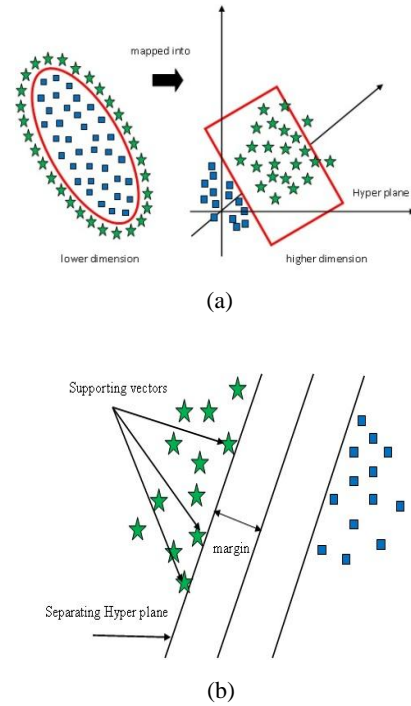 mapped into
Hyper plane
lower dimension
higher dimension
(a)
Supporting vectors
margin
Separating Hyper plane
(b)